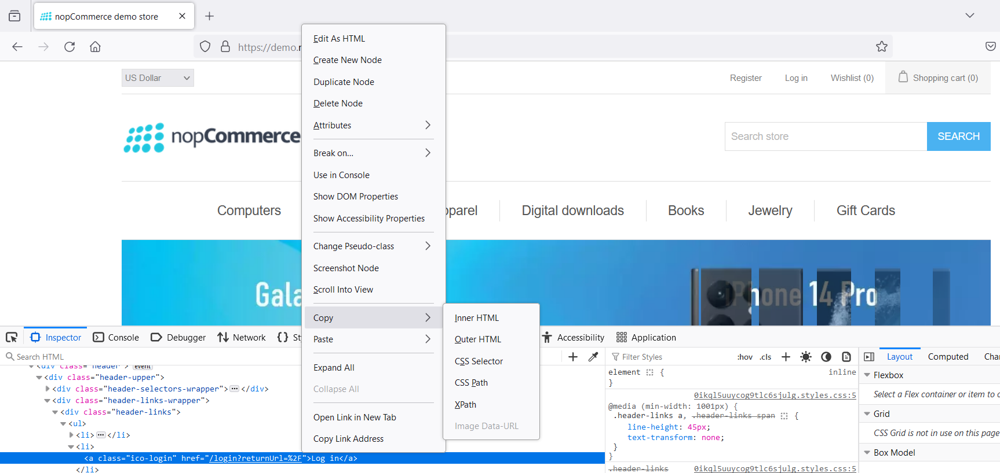 nopCommerce demo store
https://demo.
US Dollar
Register
Log in
Wishlist (0)
Shopping cart (0)
nopCommerce
Search store
SEARCH
Computers
parel
Digital downloads
Books
Jewelry
Gift Cards
Gala
iPhone 14 Pro
Edit As HTML
Create New Node
Duplicate Node
Delete Node
Attributes
Break on...
Use in Console
Show DOM Properties
Show Accessibility Properties
Change Pseudo-class
Screenshot Node
Scroll Into View
Copy
Paste
Expand All
Collapse All
Open Link in New Tab
Copy Link Address
Inner HTML
Outer HTML
CSS Selector
CSS Path
XPath
Image Data-URL
Inspector
Console
Debugger
Network
{} St
Accessibility
Application
Search HTML
<div class="header"> event
<div class="header-upper">
<div class="header-selectors-wrapper">...</div>
<div class="header-links-wrapper">
<div class="header-links">
<ul>
<li>...</li>
<li>
<a class="ico-login" href="/login?returnUrl=%2F">Log in</a>
</li>
Filter Styles
:hov
.cls
element {
inline
}
0ikql5uuycog9tlc6sjulg.styles.css:5
@media (min-width: 1001px) {
.header-links a, .header-links span {
line-height: 45px;
text-transform: none;
}
}
.header-links
0ikql5uuycog9tlc6sjulg.styles.css:5
Layout
Computed
Cha
Flexbox
Select a Flex container or item to c
Grid
CSS Grid is not in use on this page
Box Model